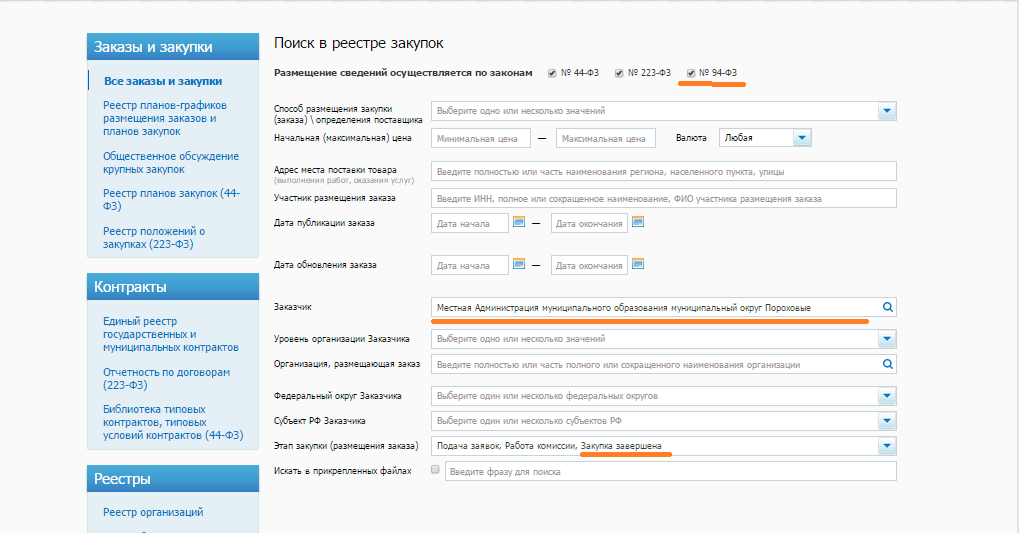 Заказы и закупки
Все заказы и закупки
Реестр планов-графиков
размещения заказов и
планов закупок
Общественное обсуждение
крупных закупок
Реестр планов закупок (44-
ФЗ)
Реестр положений о
закупках (223-ФЗ)
Контракты
Единый реестр
государственных и
муниципальных контрактов
Отчетность по договорам
(223-ФЗ)
Библиотека типовых
контрактов, типовых
условий контрактов (44-ФЗ)
Реестры
Реестр организаций
Поиск в реестре закупок
Размещение сведений осуществляется по законам № 44-ФЗ № 223-ФЗ № 94-ФЗ
Способ размещения закупки
(заказа) \ определения поставщика
Выберите одно или несколько значений
Начальная (максимальная) цена Минимальная цена — Максимальная цена Валюта Любая
Адрес места поставки товара
(выполнения работ, оказания услуг)
Введите полностью или часть наименования региона, населенного пункта, улицы
Участник размещения заказа Введите ИНН, полное или сокращенное наименование, ФИО участника размещения заказа
Дата публикации заказа Дата начала — Дата окончания
Дата обновления заказа Дата начала — Дата окончания
Заказчик Местная Администрация муниципального образования муниципальный округ Пороховые
Уровень организации Заказчика Выберите одно или несколько значений
Организация, размещающая заказ Введите полностью или часть полного или сокращенного наименования организации
Федеральный округ Заказчика Выберите один или несколько федеральных округов
Субъект РФ Заказчика Выберите один или несколько субъектов РФ
Этап закупки (размещения заказа) Подача заявок, Работа комиссии, Закупка завершена
Искать в прикрепленных файлах Введите фразу для поиска